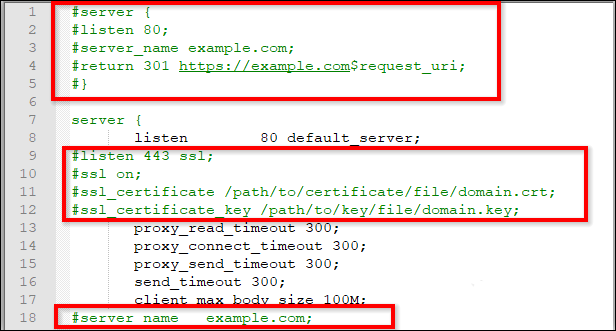 1 #server {
2 #listen 80;
3 #server_name example.com;
4 #return 301 https://example.com$request_uri;
5 #}
6
7 server {
8 listen 80 default_server;
9 #listen 443 ssl;
10 #ssl on;
11 #ssl_certificate /path/to/certificate/file/domain.crt;
12 #ssl_certificate_key /path/to/key/file/domain.key;
13 proxy_read_timeout 300;
14 proxy_connect_timeout 300;
15 proxy_send_timeout 300;
16 send_timeout 300;
17 client_max_body_size 100M;
18 #server_name example.com;